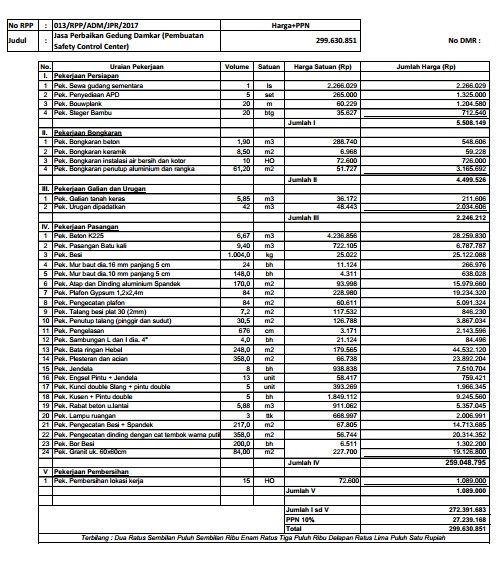 No RPP : 013/RPP/ADM/JPR/2017 Harga+PPN
Judul : Jasa Perbaikan Gedung Damkar (Pembuatan Safety Control Center) 299.630.851 No DMR :
No. Uraian Pekerjaan Volume Satuan Harga Satuan (Rp) Jumlah Harga (Rp)
I. Pekerjaan Persiapan
1 Pek. Sewa gudang sementara 1 ls 2.266.029 2.266.029
2 Pek. Penyediaan APD 5 set 265.000 1.325.000
3 Pek. Bouwplank 20 m 60.229 1.204.580
4 Pek. Steger Bambu 20 btg 35.627 712.540
Jumlah I 5.508.149
II. Pekerjaan Bongkaran
1 Pek. Bongkaran beton 1,90 m3 288.740 548.606
2 Pek. Bongkaran keramik 8,50 m2 6.968 59.228
3 Pek. Bongkaran instalasi air bersih dan kotor 10 HO 72.600 726.000
4 Pek. Bongkaran penutup aluminium dan rangka 61,20 m2 51.727 3.165.692
Jumlah II 4.499.526
III. Pekerjaan Galian dan Urugan
1 Pek. Galian tanah keras 5,85 m3 36.172 211.606
2 Pek. Urugan dipadatkan 42 m3 48.443 2.034.606
Jumlah III 2.246.212
IV. Pekerjaan Pasangan
1 Pek. Beton K225 6,67 m3 4.236.856 28.259.830
2 Pek. Pasangan Batu kali 9,40 m3 722.105 6.787.787
3 Pek. Besi 1.004,0 kg 25.022 25.122.088
4 Pek. Mur baut dia.16 mm panjang 5 cm 24 bh 11.124 266.976
5 Pek. Mur baut dia.10 mm panjang 5 cm 148,0 bh 4.311 638.028
6 Pek. Atap dan Dinding aluminium Spandek 170,0 m2 93.998 15.979.660
7 Pek. Plafon Gypsum 1,2x2,4m 84 m2 228.980 19.234.320
8 Pek. Pengecatan plafon 84 m2 60.611 5.091.324
9 Pek. Talang besi plat 30 (2mm) 7,2 m2 117.532 846.230
10 Pek. Penutup talang (pinggir dan sudut) 30,5 m2 126.788 3.867.034
11 Pek. Pengelasan 676 cm 3.171 2.143.596
12 Pek. Sambungan L dan I dia. 4" 4,0 bh 21.124 84.496
13 Pek. Bata ringan Hebel 248,0 m2 179.565 44.532.120
14 Pek. Plesteran dan acian 358,0 m2 66.738 23.892.204
15 Pek. Jendela 8 bh 938.838 7.510.704
16 Pek. Engsel Pintu + Jendela 13 unit 58.417 759.421
17 Pek. Kunci double Slang + pintu double 5 unit 393.269 1.966.345
18 Pek. Kusen + Pintu double 5 bh 1.849.112 9.245.560
19 Pek. Rabat beton u.lantai 5,88 m3 911.062 5.357.045
20 Pek. Lampu ruangan 3 ttk 668.997 2.006.991
21 Pek. Pengecatan Besi + Spandek 217,0 m2 67.805 14.713.685
22 Pek. Pengecatan dinding dengan cat tembok warna puti 358,0 m2 56.744 20.314.352
23 Pek. Bor Besi 200,0 bh 6.511 1.302.200
24 Pek. Granit uk. 60x60cm 84,00 m2 227.700 19.126.800
Jumlah IV 259.048.795
V Pekerjaan Pembersihan
1 Pek. Pembersihan lokasi kerja 15 HO 72.600 1.089.000
Jumlah V 1.089.000
Jumlah I sd V 272.391.683
PPN 10% 27.239.168
Total 299.630.851
Terbilang : Dua Ratus Sembilan Puluh Sembilan Ribu Enam Ratus Tiga Puluh Ribu Delapan Ratus Lima Puluh Satu Rupiah